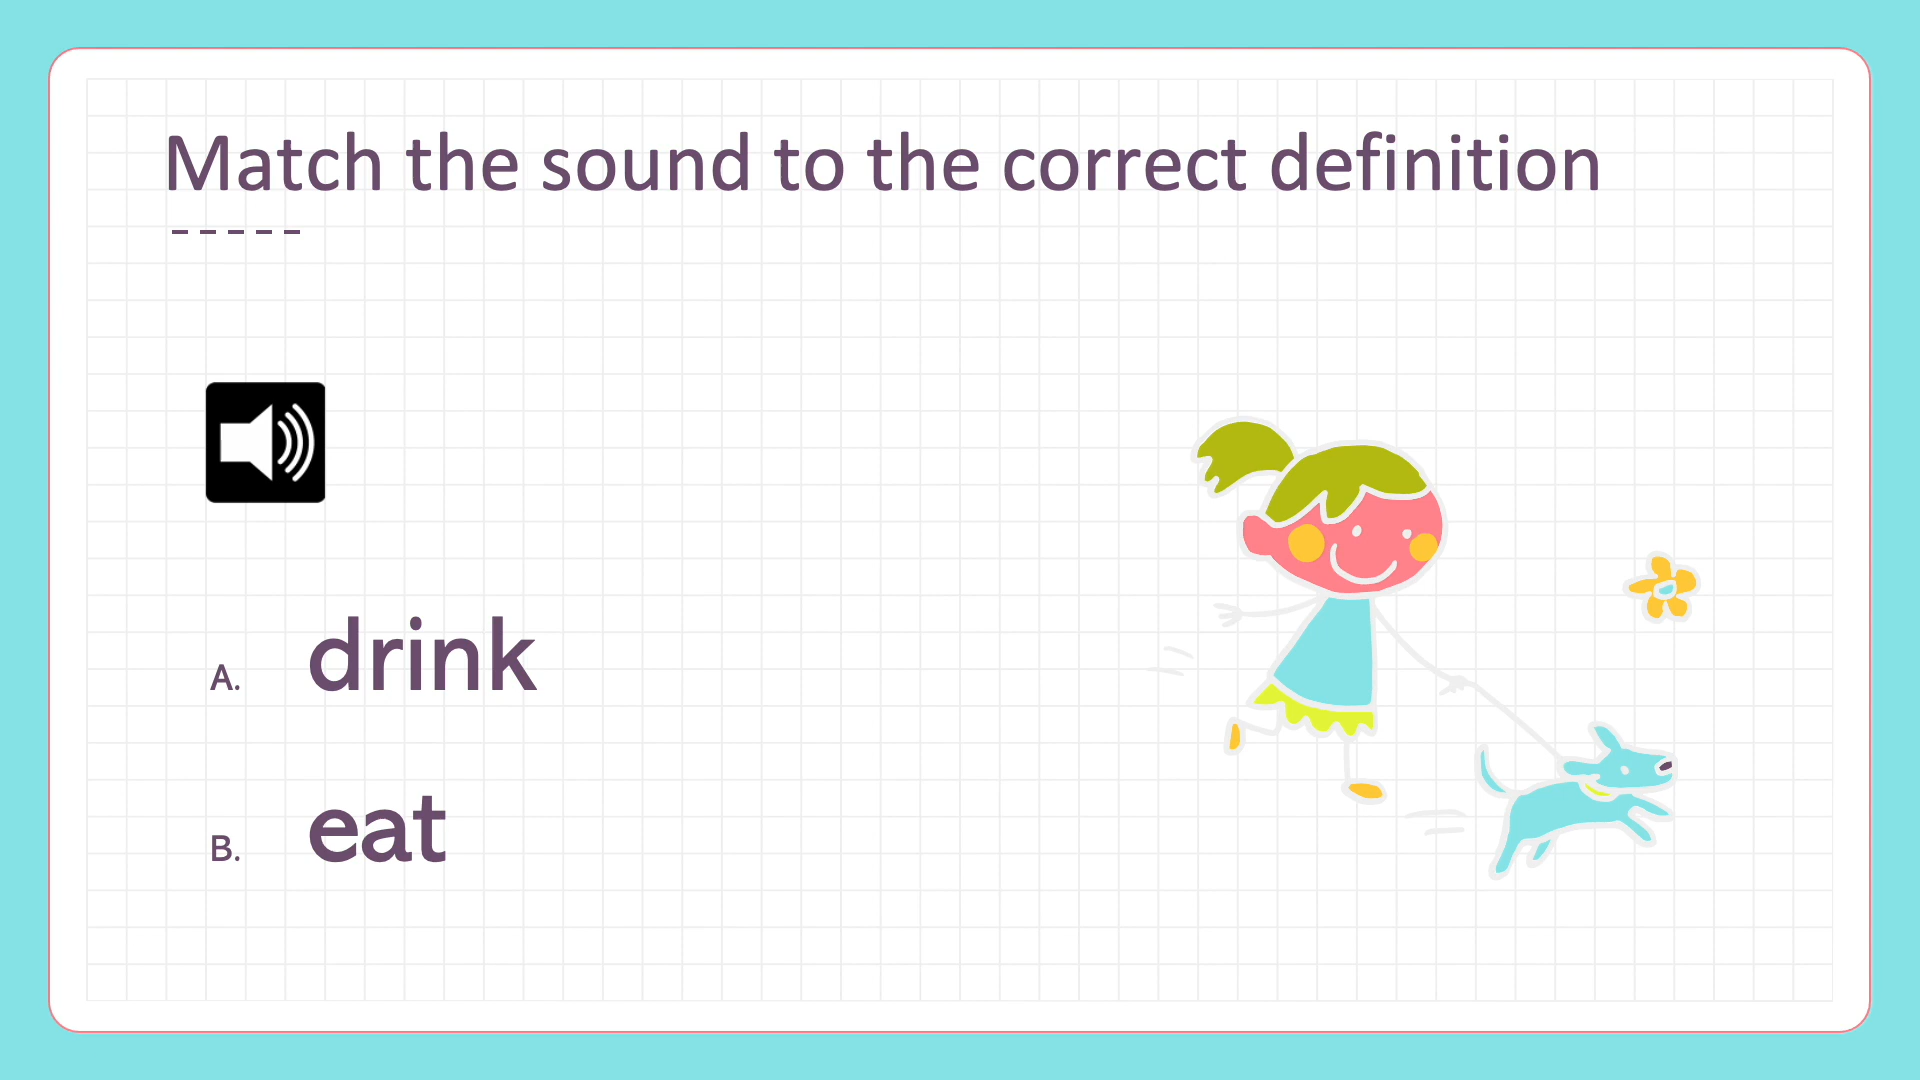 Match the sound to the correct definition
A. drink
B. eat